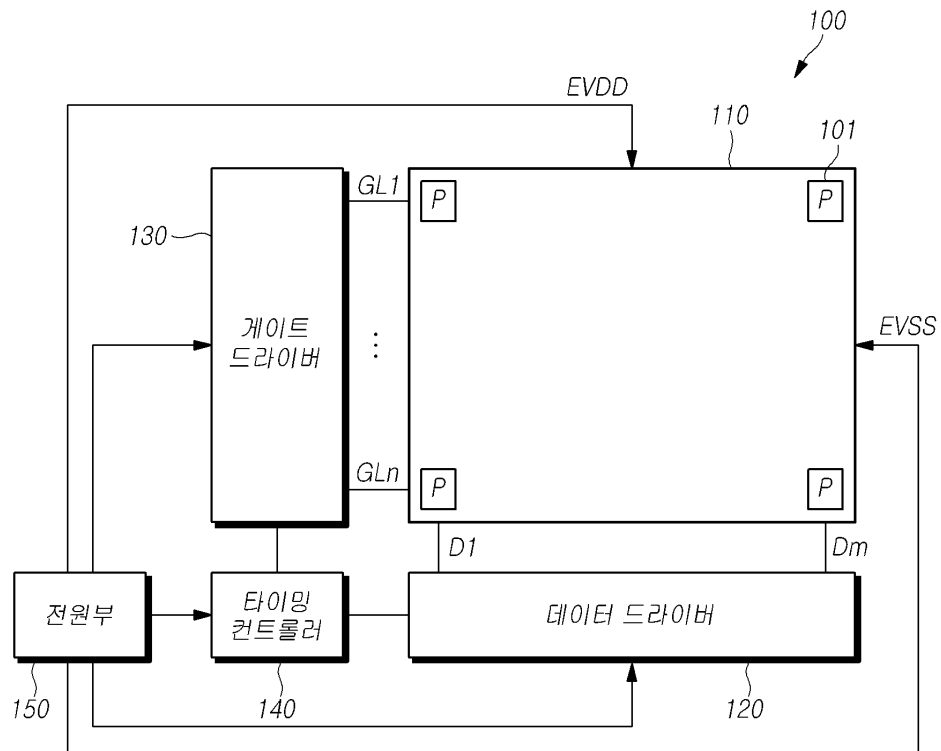 100
EVDD
110
101
GL1
P
P
130
게이트
드라이버
⋮
EVSS
GLn
P
P
D1
Dm
전원부
타이밍
컨트롤러
데이터 드라이버
150
140
120